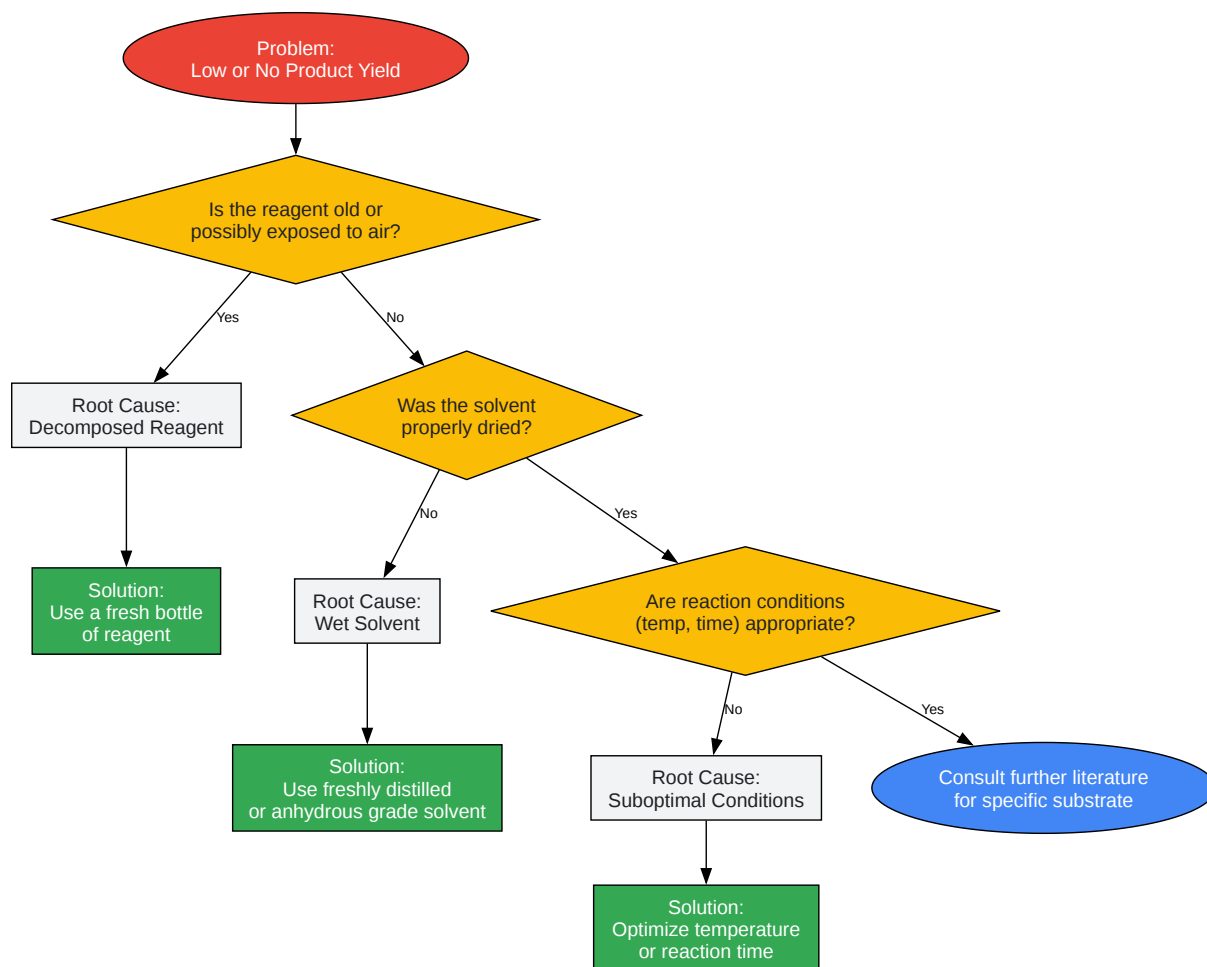 Problem:
Low or No Product Yield
Is the reagent old or
possibly exposed to air?
Yes
No
Root Cause:
Decomposed Reagent
Was the solvent
properly dried?
No
Yes
Solution:
Use a fresh bottle
of reagent
Root Cause:
Wet Solvent
Are reaction conditions
(temp, time) appropriate?
No
Yes
Solution:
Use freshly distilled
or anhydrous grade solvent
Root Cause:
Suboptimal Conditions
Consult further literature
for specific substrate
Solution:
Optimize temperature
or reaction time